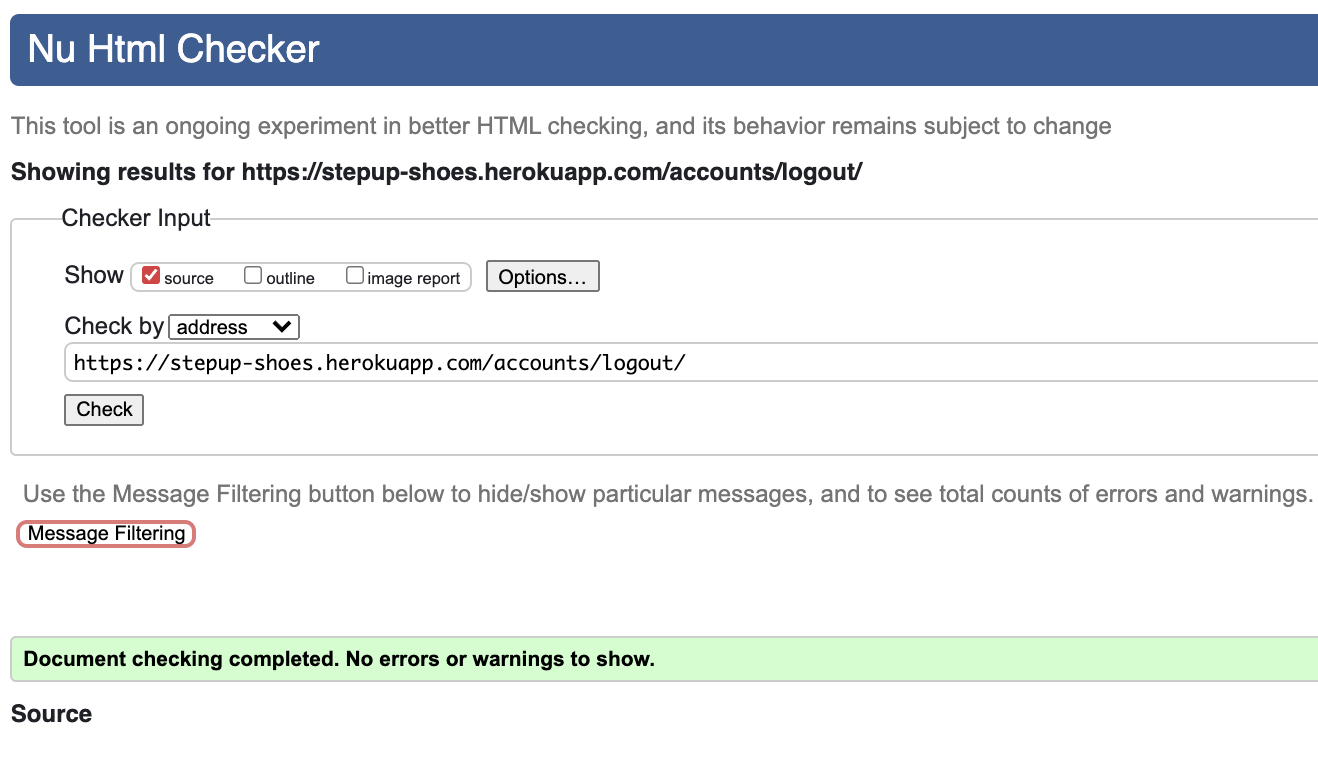 Nu Html Checker
This tool is an ongoing experiment in better HTML checking, and its behavior remains subject to change
Showing results for https://stepup-shoes.herokuapp.com/accounts/logout/
Checker Input
Show source outline image report Options...
Check by address
https://stepup-shoes.herokuapp.com/accounts/logout/
Check
Use the Message Filtering button below to hide/show particular messages, and to see total counts of errors and warnings.
Message Filtering
Document checking completed. No errors or warnings to show.
Source